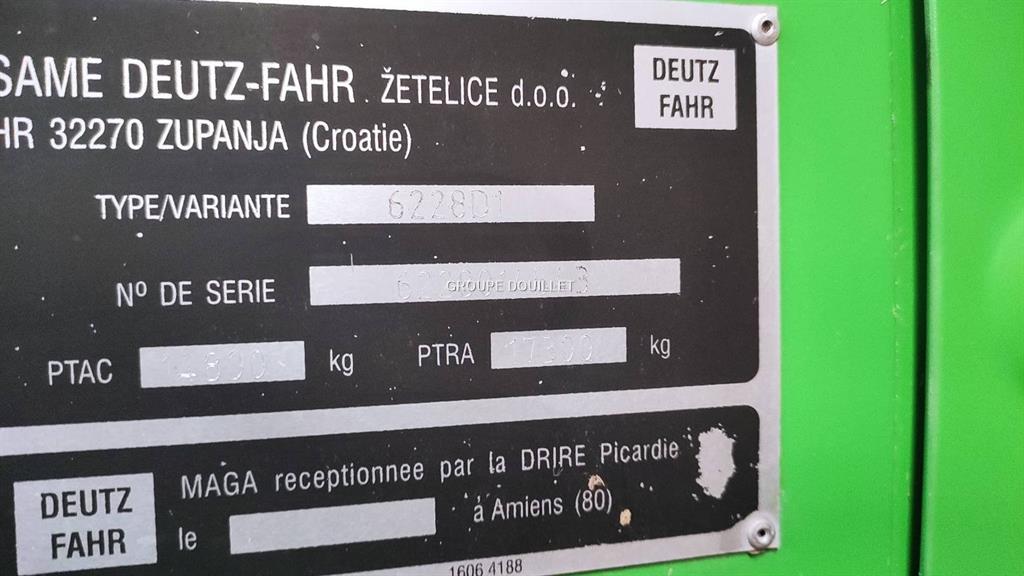 SAME DEUTZ-FAHR ŽETELICE d.o.o.
DEUTZ
FAHR
HR 32270 ZUPANJA (Croatie)
TYPE/VARIANTE 6228D1
Nº DE SERIE
GROUPE DOUILLET
PTAC kg PTRA 17300 kg
DEUTZ
FAHR
MAGA receptionnee par la DRIRE Picardie
le à Amiens (80)
1606 4188